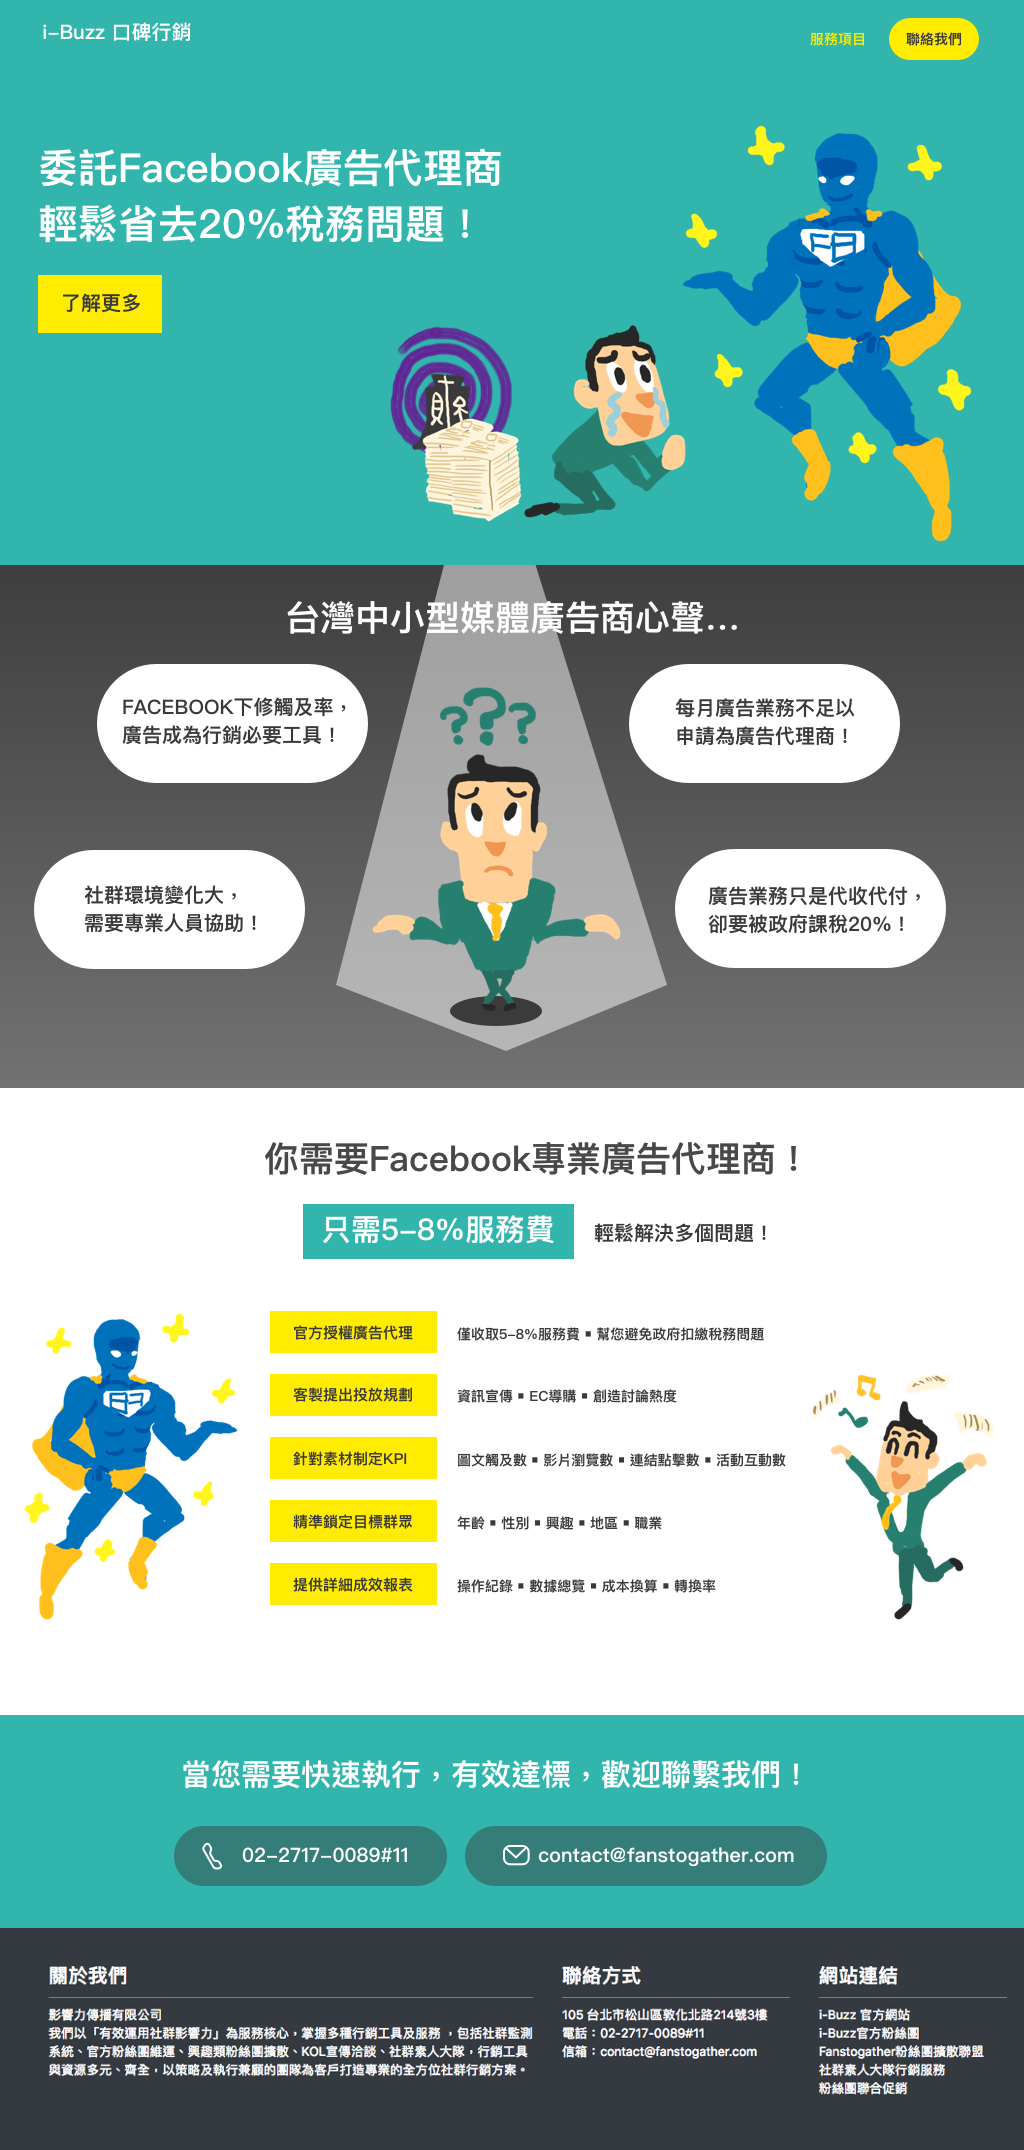 i-Buzz 口碑行銷
服務項目
聯絡我們
委託Facebook廣告代理商
輕鬆省去20%稅務問題！
了解更多
台灣中小型媒體廣告商心聲...
FACEBOOK下修觸及率，
廣告成為行銷必要工具！
每月廣告業務不足以
申請為廣告代理商！
社群環境變化大，
需要專業人員協助！
廣告業務只是代收代付，
卻要被政府課稅20%！
你需要Facebook專業廣告代理商！
只需5-8%服務費
輕鬆解決多個問題！
官方授權廣告代理
僅收取5-8%服務費▪幫您避免政府扣繳稅務問題
客製提出投放規劃
資訊宣傳▪EC導購▪創造討論熱度
針對素材制定KPI
圖文觸及數▪影片瀏覽數▪連結點擊數▪活動互動數
精準鎖定目標群眾
年齡▪性別▪興趣▪地區▪職業
提供詳細成效報表
操作紀錄▪數據總覽▪成本換算▪轉換率
當您需要快速執行，有效達標，歡迎聯繫我們！
02-2717-0089#11
contact@fanstogather.com
關於我們
影響力傳播有限公司
我們以「有效運用社群影響力」為服務核心，掌握多種行銷工具及服務 ，包括社群監測
系統、官方粉絲團維運、興趣類粉絲團擴散、KOL宣傳洽談、社群素人大隊，行銷工具
與資源多元、齊全，以策略及執行兼顧的團隊為客戶打造專業的全方位社群行銷方案。
聯絡方式
105 台北市松山區敦化北路214號3樓
電話：02-2717-0089#11
信箱：contact@fanstogather.com
網站連結
i-Buzz 官方網站
i-Buzz官方粉絲團
Fanstogather粉絲團擴散聯盟
社群素人大隊行銷服務
粉絲團聯合促銷